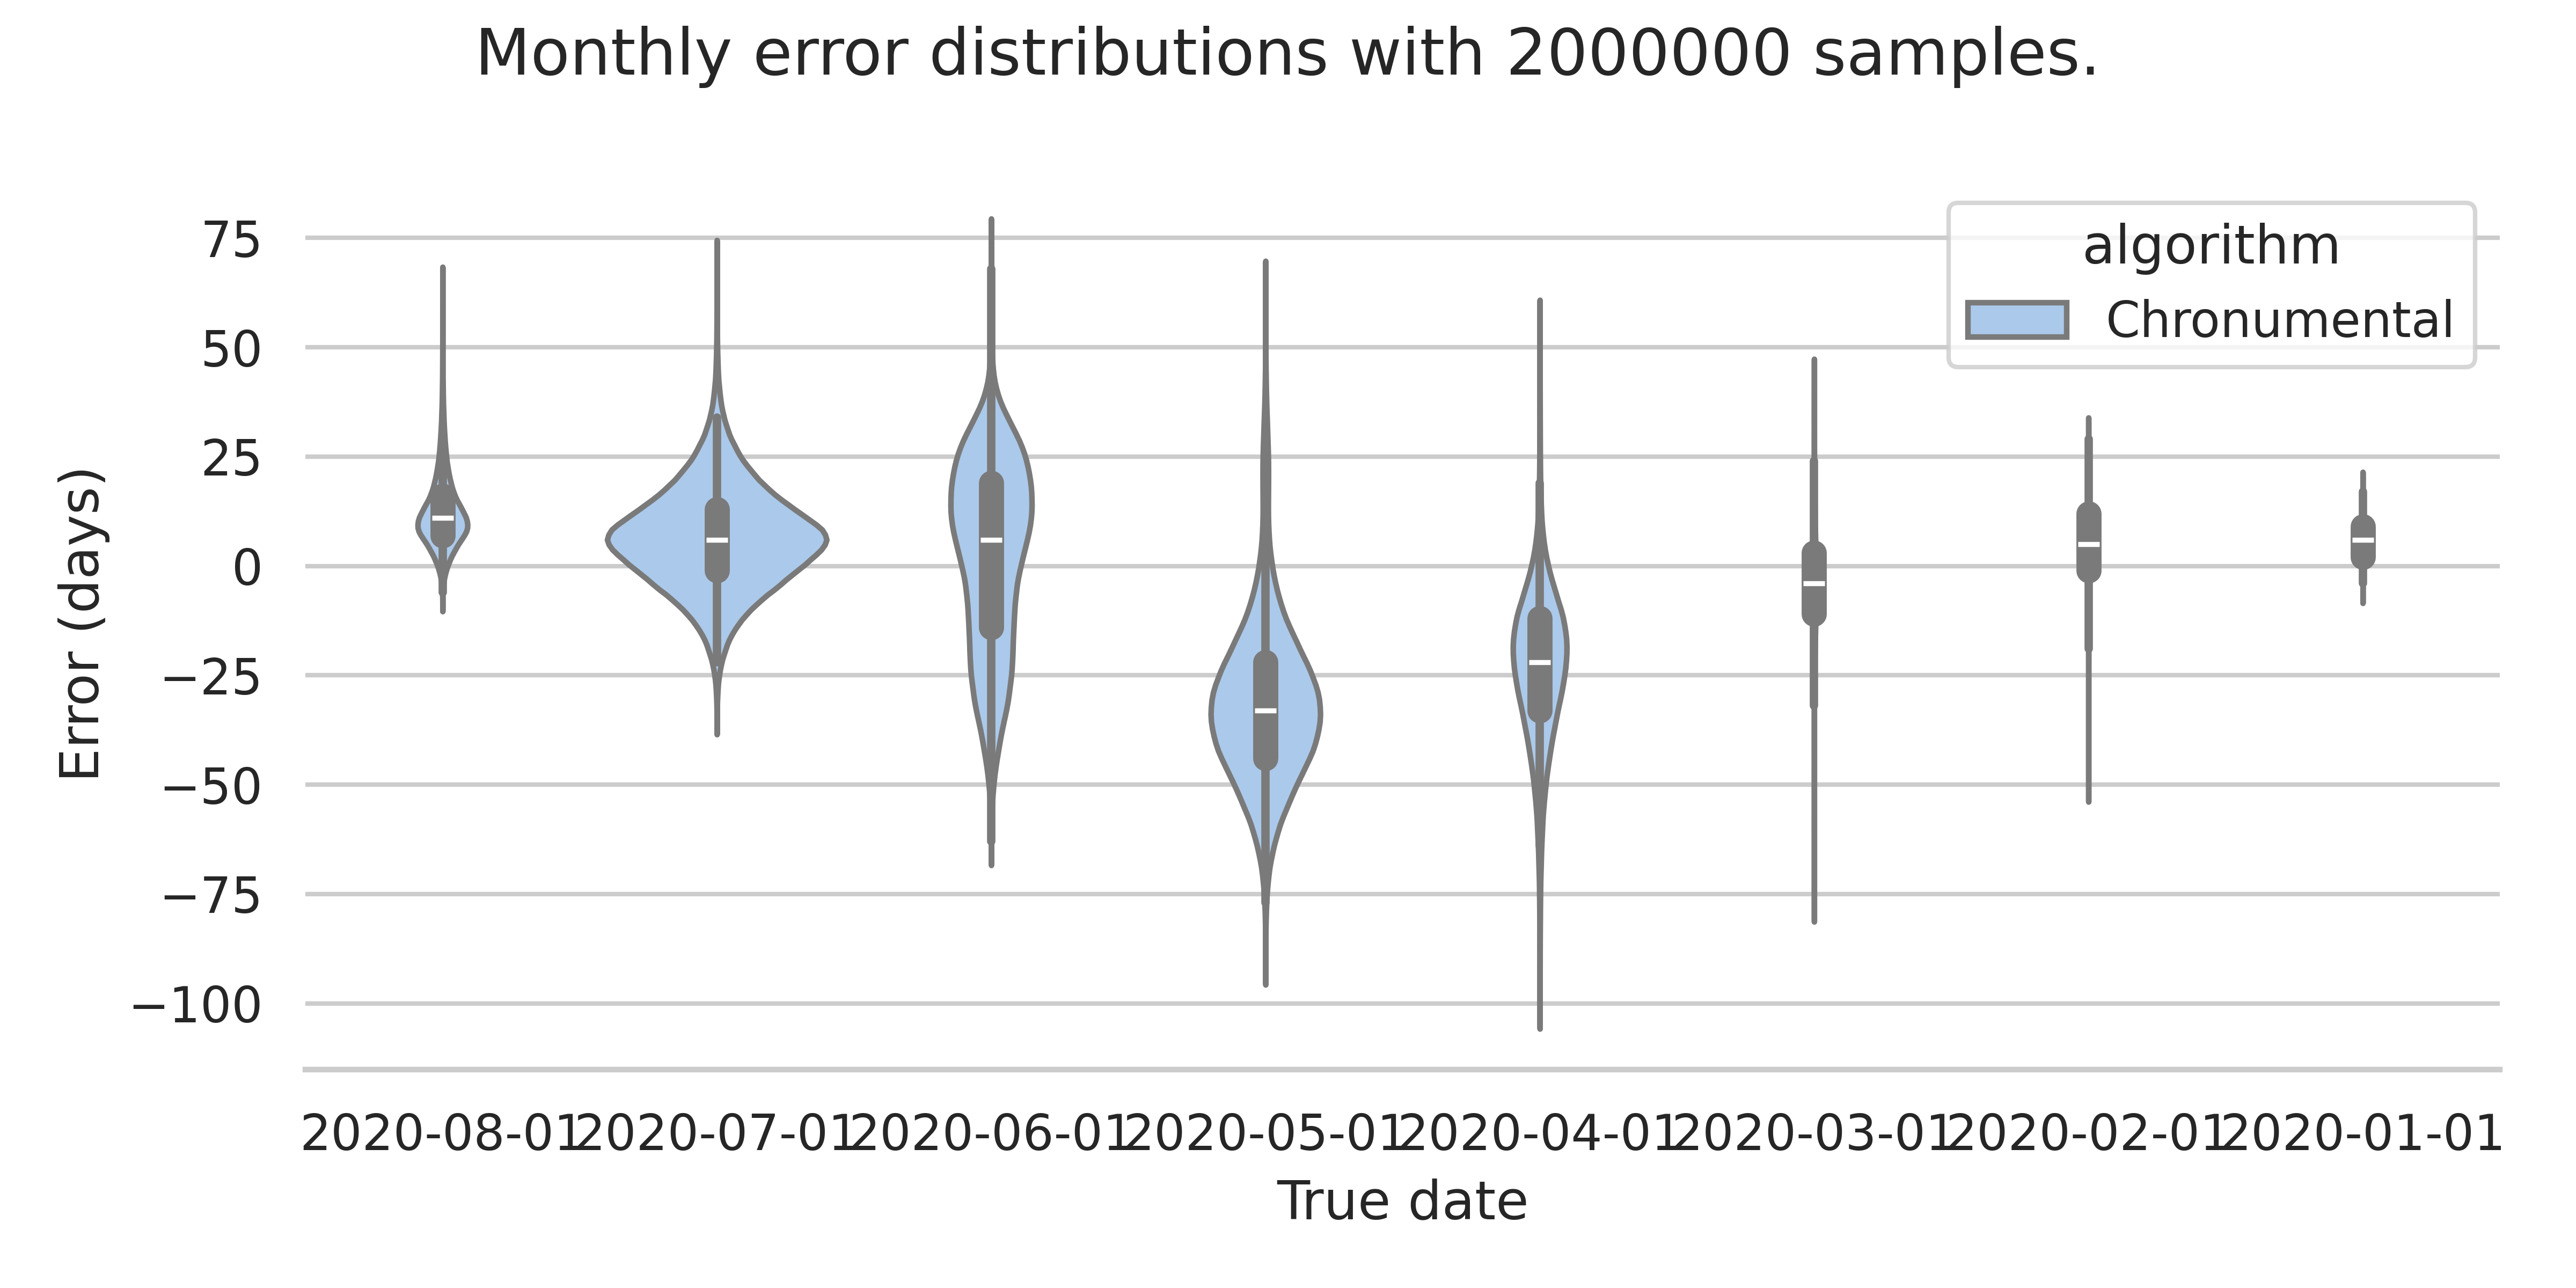 Monthly error distributions with 2000000 samples.
algorithm
Chronumental
75
50
25
0
−25
−50
−75
−100
Error (days)
2020-08-01 2020-07-01 2020-06-01 2020-05-01 2020-04-01 2020-03-01 2020-02-01 2020-01-01
True date